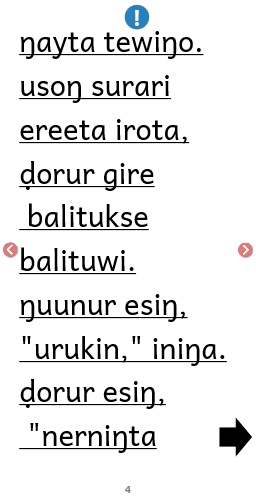 !
ŋayta tewiŋo.
usoŋ surari
ereeta irota,
ḍorur gire
balitukse
balituwi.
ŋuunur esiŋ,
"urukin," iniŋa.
ḍorur esiŋ,
"nerniŋta
4